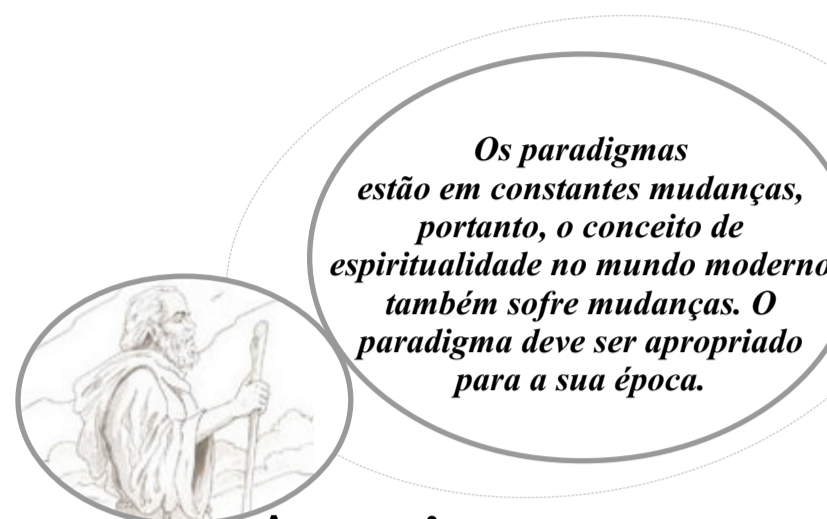 Os paradigmas
estão em constantes mudanças,
portanto, o conceito de
espiritualidade no mundo moderno
também sofre mudanças. O
paradigma deve ser apropriado
para a sua época.